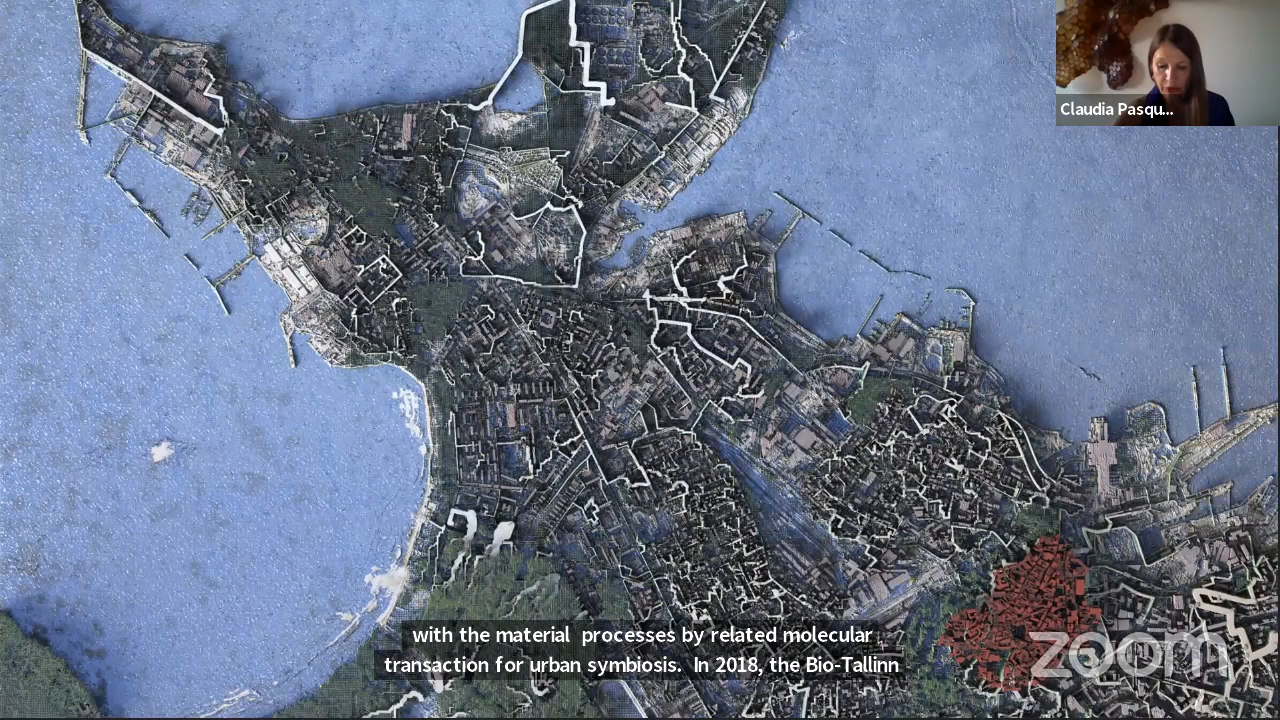 Claudia Pasqu...
with the material processes by related molecular
transaction for urban symbiosis. In 2018, the Bio-Tallinn
zoom